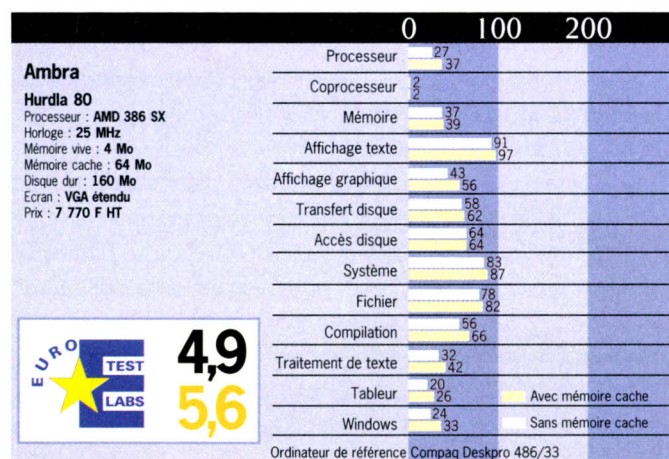 0 100 200
Ambra
Hurdla 80
Processeur : AMD 386 SX
Horloge : 25 MHz
Mémoire vive : 4 Mo
Mémoire cache : 64 Mo
Disque dur : 160 Mo
Ecran : VGA étendu
Prix : 7 770 F HT
EURO
TEST
LABS
4,9
5,6
Processeur 27 37
Coprocesseur 2 2
Mémoire 37 39
Affichage texte 91 97
Affichage graphique 43 56
Transfert disque 58 62
Accès disque 64 64
Système 83 87
Fichier 78 82
Compilation 56 66
Traitement de texte 32 42
Tableur 20 26
Windows 24 33
Avec mémoire cache
Sans mémoire cache
Ordinateur de référence Compaq Deskpro 486/33